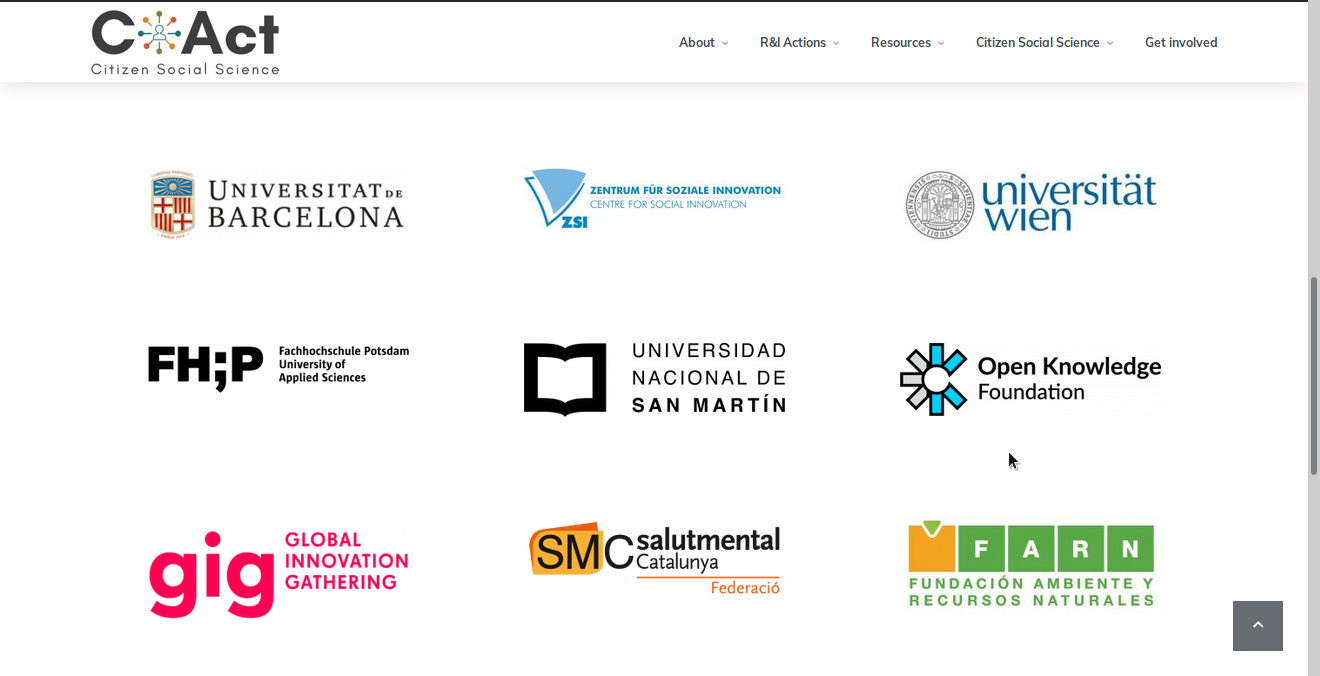 C Act
Citizen Social Science
About
R&I Actions
Resources
Citizen Social Science
Get involved
UNIVERSITAT DE
BARCELONA
ZENTRUM FÜR SOZIALE INNOVATION
CENTRE FOR SOCIAL INNOVATION
ZSI
universität
wien
FH;P
Fachhochschule Potsdam
University of
Applied Sciences
UNIVERSIDAD
NACIONAL DE
SAN MARTÍN
Open Knowledge
Foundation
gig
GLOBAL
INNOVATION
GATHERING
SMC
salutmental
Catalunya
Federació
FARN
FUNDACIÓN AMBIENTE Y
RECURSOS NATURALES